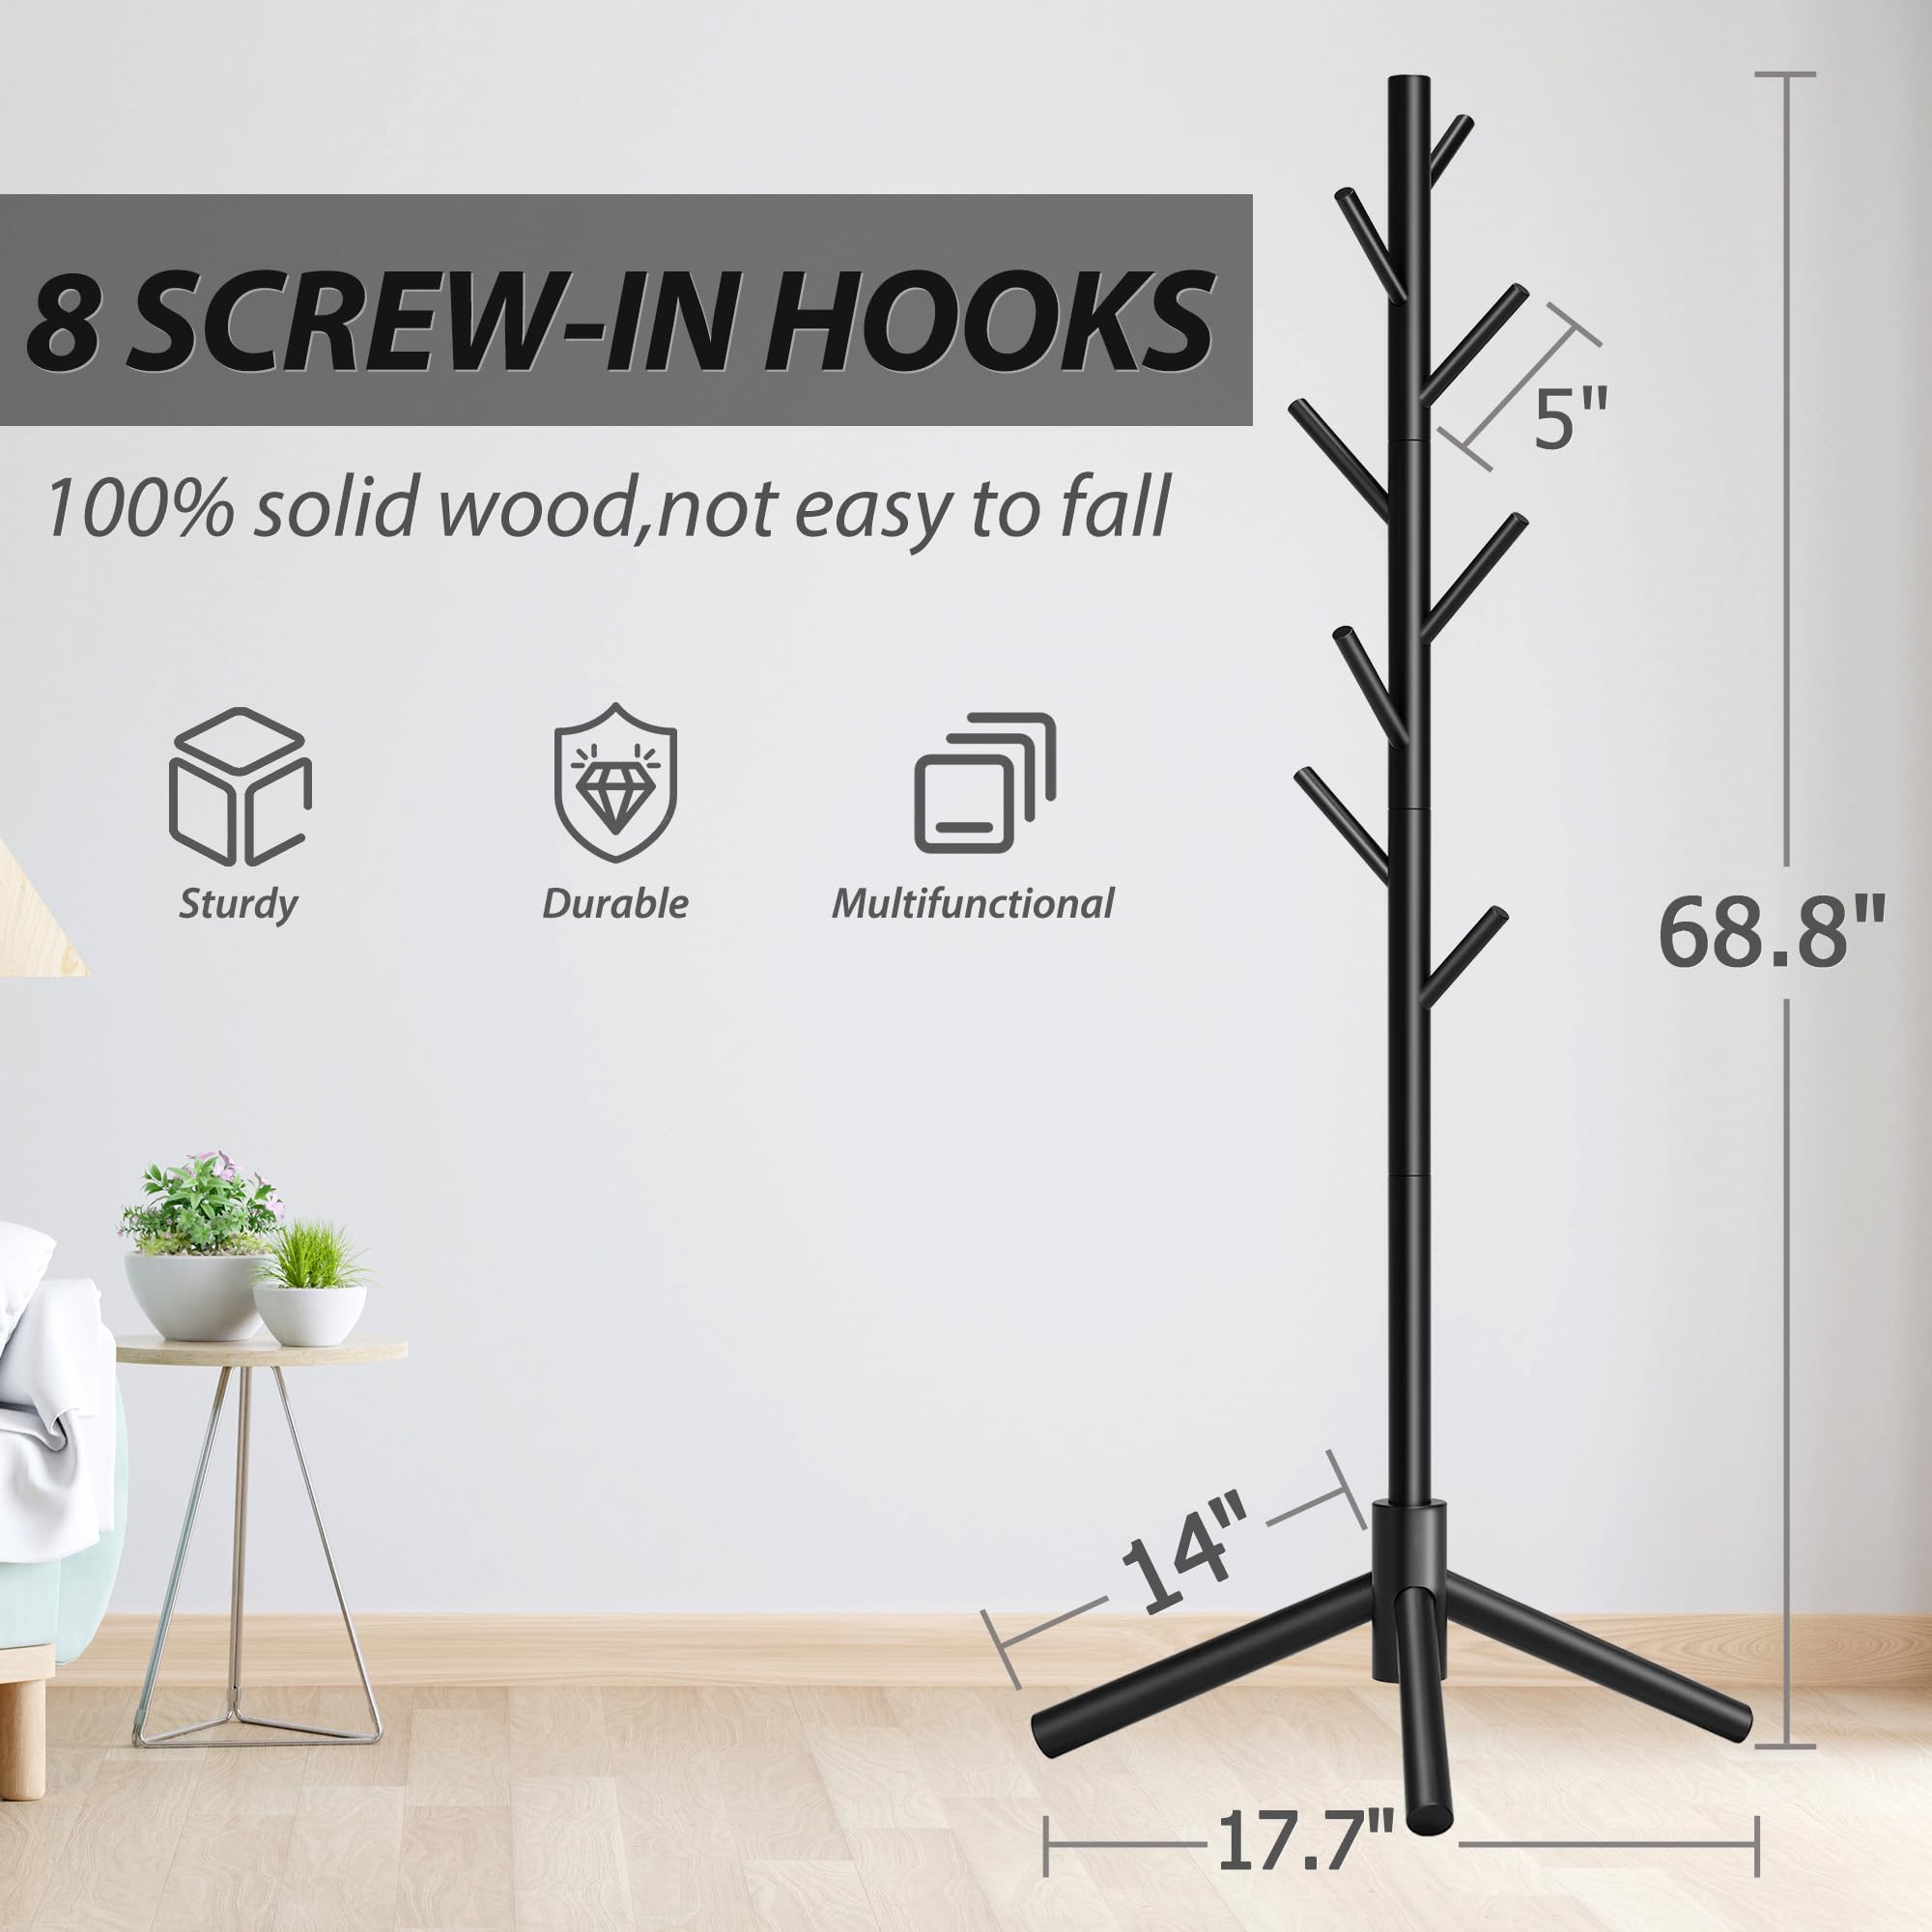 8 SCREW-IN HOOKS
100% solid wood,not easy to fall
Sturdy
Durable
Multifunctional
5"
68.8"
14"
17.7"